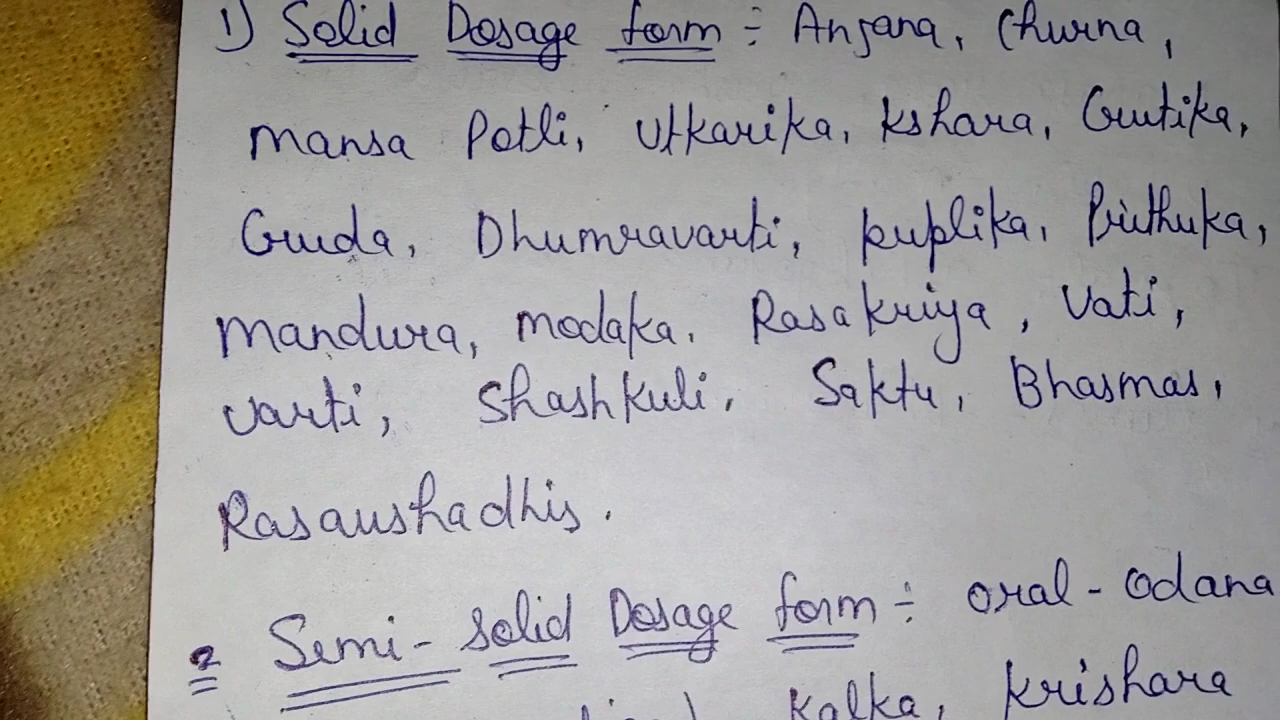 1) Solid Dosage form ÷ Anjana, Churna,
Mansa Potli, Utkarika, Kshara, Gutika,
Guda, Dhumravarti, Kuplika, Prithuka,
Mandura, Modaka, Rasakriya, Vati,
Varti, Shashkuli, Saktu, Bhasmas,
Rasaushadhis.
2 Semi-solid Dosage form ÷ oral - Odana
Kalka, Krishara